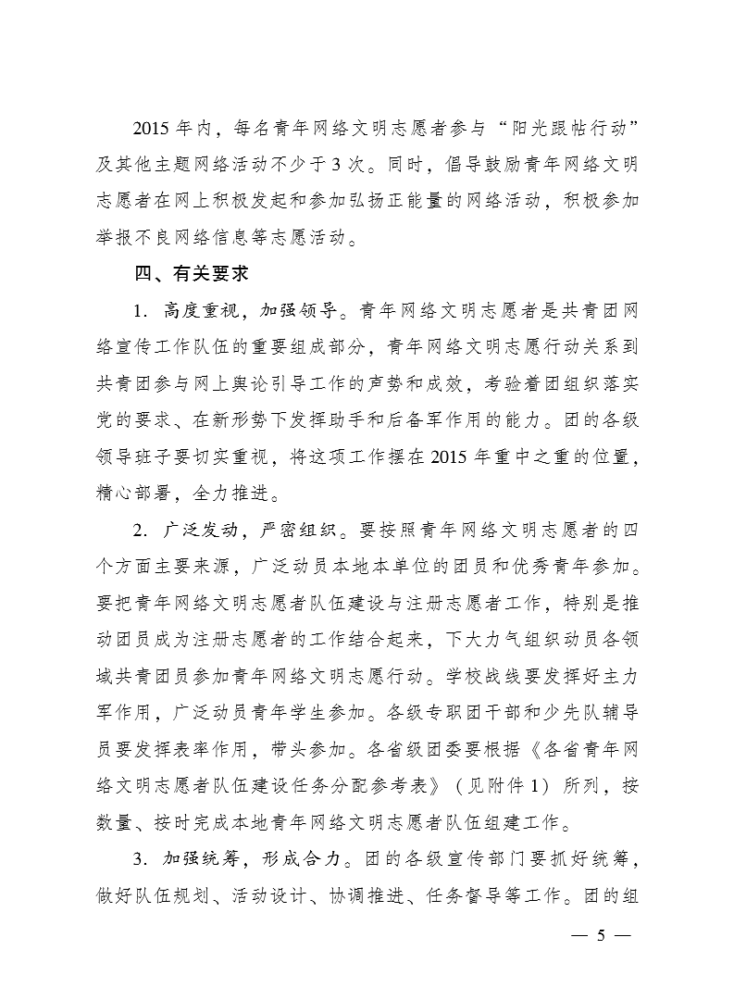 2015 年内，每名青年网络文明志愿者参与“阳光跟帖行动”
及其他主题网络活动不少于 3 次。同时，倡导鼓励青年网络文明
志愿者在网上积极发起和参加弘扬正能量的网络活动，积极参加
举报不良网络信息等志愿活动。
四、有关要求
1. 高度重视，加强领导。青年网络文明志愿者是共青团网
络宣传工作队伍的重要组成部分，青年网络文明志愿行动关系到
共青团参与网上舆论引导工作的声势和成效，考验着团组织落实
党的要求、在新形势下发挥助手和后备军作用的能力。团的各级
领导班子要切实重视，将这项工作摆在 2015 年重中之重的位置，
精心部署，全力推进。
2. 广泛发动，严密组织。要按照青年网络文明志愿者的四
个方面主要来源，广泛动员本地本单位的团员和优秀青年参加。
要把青年网络文明志愿者队伍建设与注册志愿者工作，特别是推
动团员成为注册志愿者的工作结合起来，下大力气组织动员各领
域共青团员参加青年网络文明志愿行动。学校战线要发挥好主力
军作用，广泛动员青年学生参加。各级专职团干部和少先队辅导
员要发挥表率作用，带头参加。各省级团委要根据《各省青年网
络文明志愿者队伍建设任务分配参考表》（见附件 1）所列，按
数量、按时完成本地青年网络文明志愿者队伍组建工作。
3. 加强统筹，形成合力。团的各级宣传部门要抓好统筹，
做好队伍规划、活动设计、协调推进、任务督导等工作。团的组
— 5 —